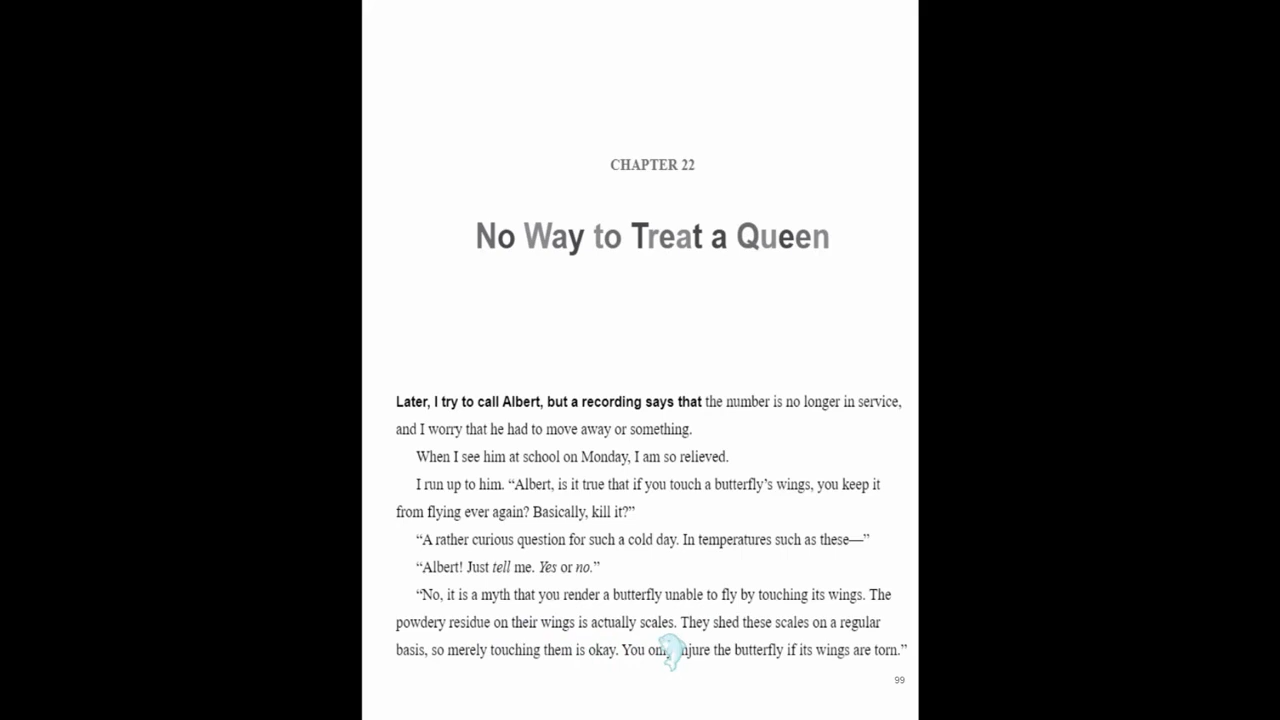 CHAPTER 22
No Way to Treat a Queen
Later, I try to call Albert, but a recording says that the number is no longer in service,
and I worry that he had to move away or something.
When I see him at school on Monday, I am so relieved.
I run up to him. “Albert, is it true that if you touch a butterfly’s wings, you keep it
from flying ever again? Basically, kill it?”
“A rather curious question for such a cold day. In temperatures such as these—”
“Albert! Just tell me. Yes or no.”
“No, it is a myth that you render a butterfly unable to fly by touching its wings. The
powdery residue on their wings is actually scales. They shed these scales on a regular
basis, so merely touching them is okay. You only injure the butterfly if its wings are torn.”
99